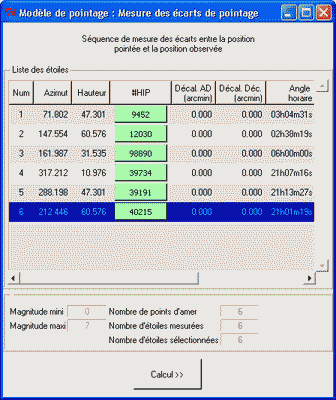 Modèle de pointage : Mesure des écarts de pointage
Séquence de mesure des écarts entre la position
pointée et la position observée
Liste des étoiles
Num Azimut Hauteur #HIP Décal. AD (arcmin) Décal. Déc. (arcmin) Angle horaire
1 71.802 47.301 9452 0.000 0.000 03h04m31s
2 147.554 60.576 12030 0.000 0.000 02h38m19s
3 161.987 31.535 98890 0.000 0.000 06h00m00s
4 317.212 10.976 39734 0.000 0.000 21h07m16s
5 288.198 47.301 39191 0.000 0.000 21h13m27s
6 212.446 60.576 40215 0.000 0.000 21h01m19s
Magnitude mini 0 Nombre de points d'amer 6
Magnitude maxi 7 Nombre d'étoiles mesurées 6
Nombre d'étoiles sélectionnées 6
Calcul >>